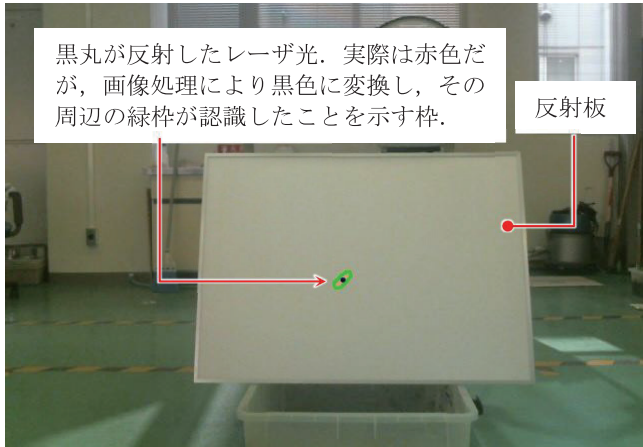 黒丸が反射したレーザ光．実際は赤色だ
が，画像処理により黒色に変換し，その
周辺の緑枠が認識したことを示す枠．
反射板